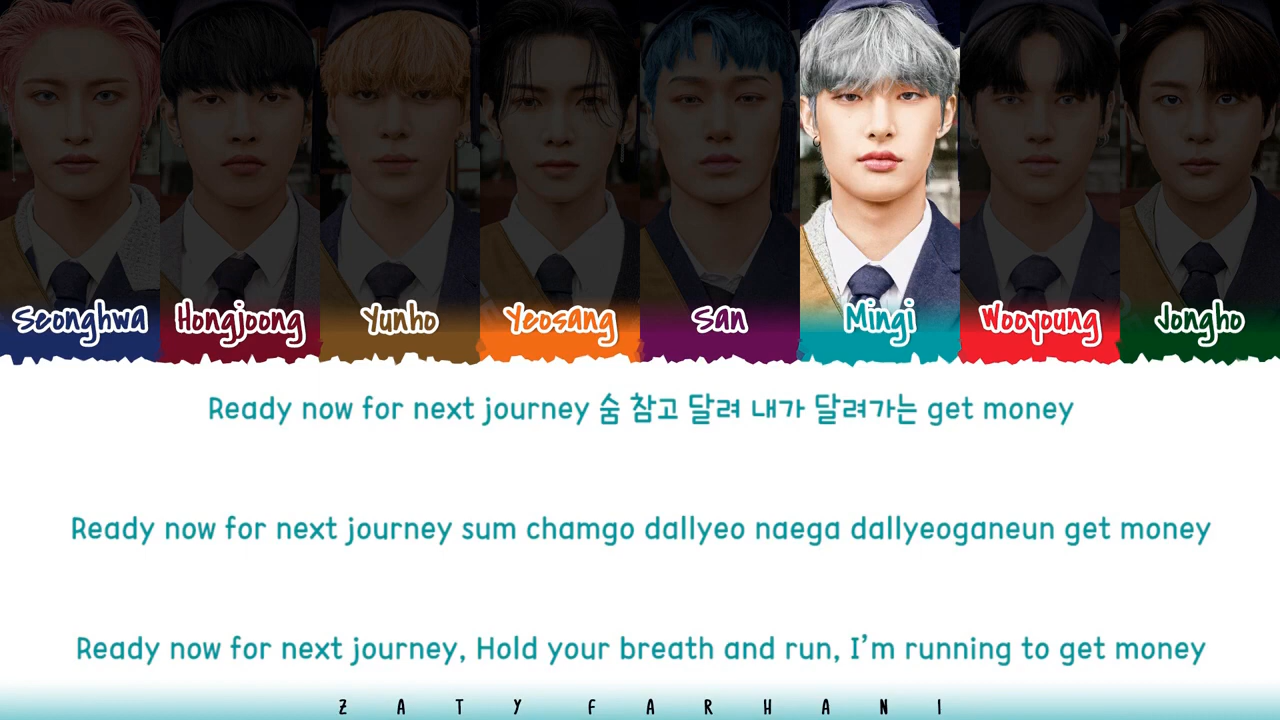 Seonghwa Hongjoong Yunho Yeosang San Mingi Wooyoung Jongho
Ready now for next journey 숨 참고 달려 내가 달려가는 get money
Ready now for next journey sum chamgo dallyeo naega dallyeoganeun get money
Ready now for next journey, Hold your breath and run, I’m running to get money
ZATY FARHANI